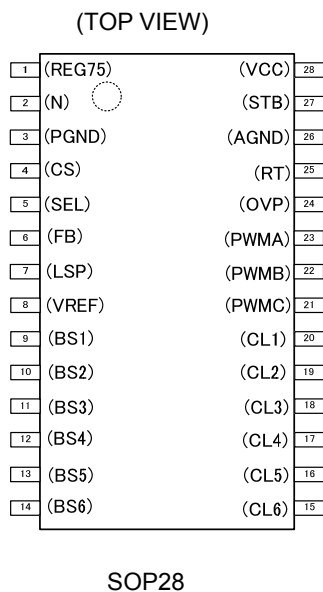 (TOP VIEW)
1 (REG75) (VCC) 28
2 (N) (STB) 27
3 (PGND) (AGND) 26
4 (CS) (RT) 25
5 (SEL) (OVP) 24
6 (FB) (PWMA) 23
7 (LSP) (PWMB) 22
8 (VREF) (PWMC) 21
9 (BS1) (CL1) 20
10 (BS2) (CL2) 19
11 (BS3) (CL3) 18
12 (BS4) (CL4) 17
13 (BS5) (CL5) 16
14 (BS6) (CL6) 15
SOP28